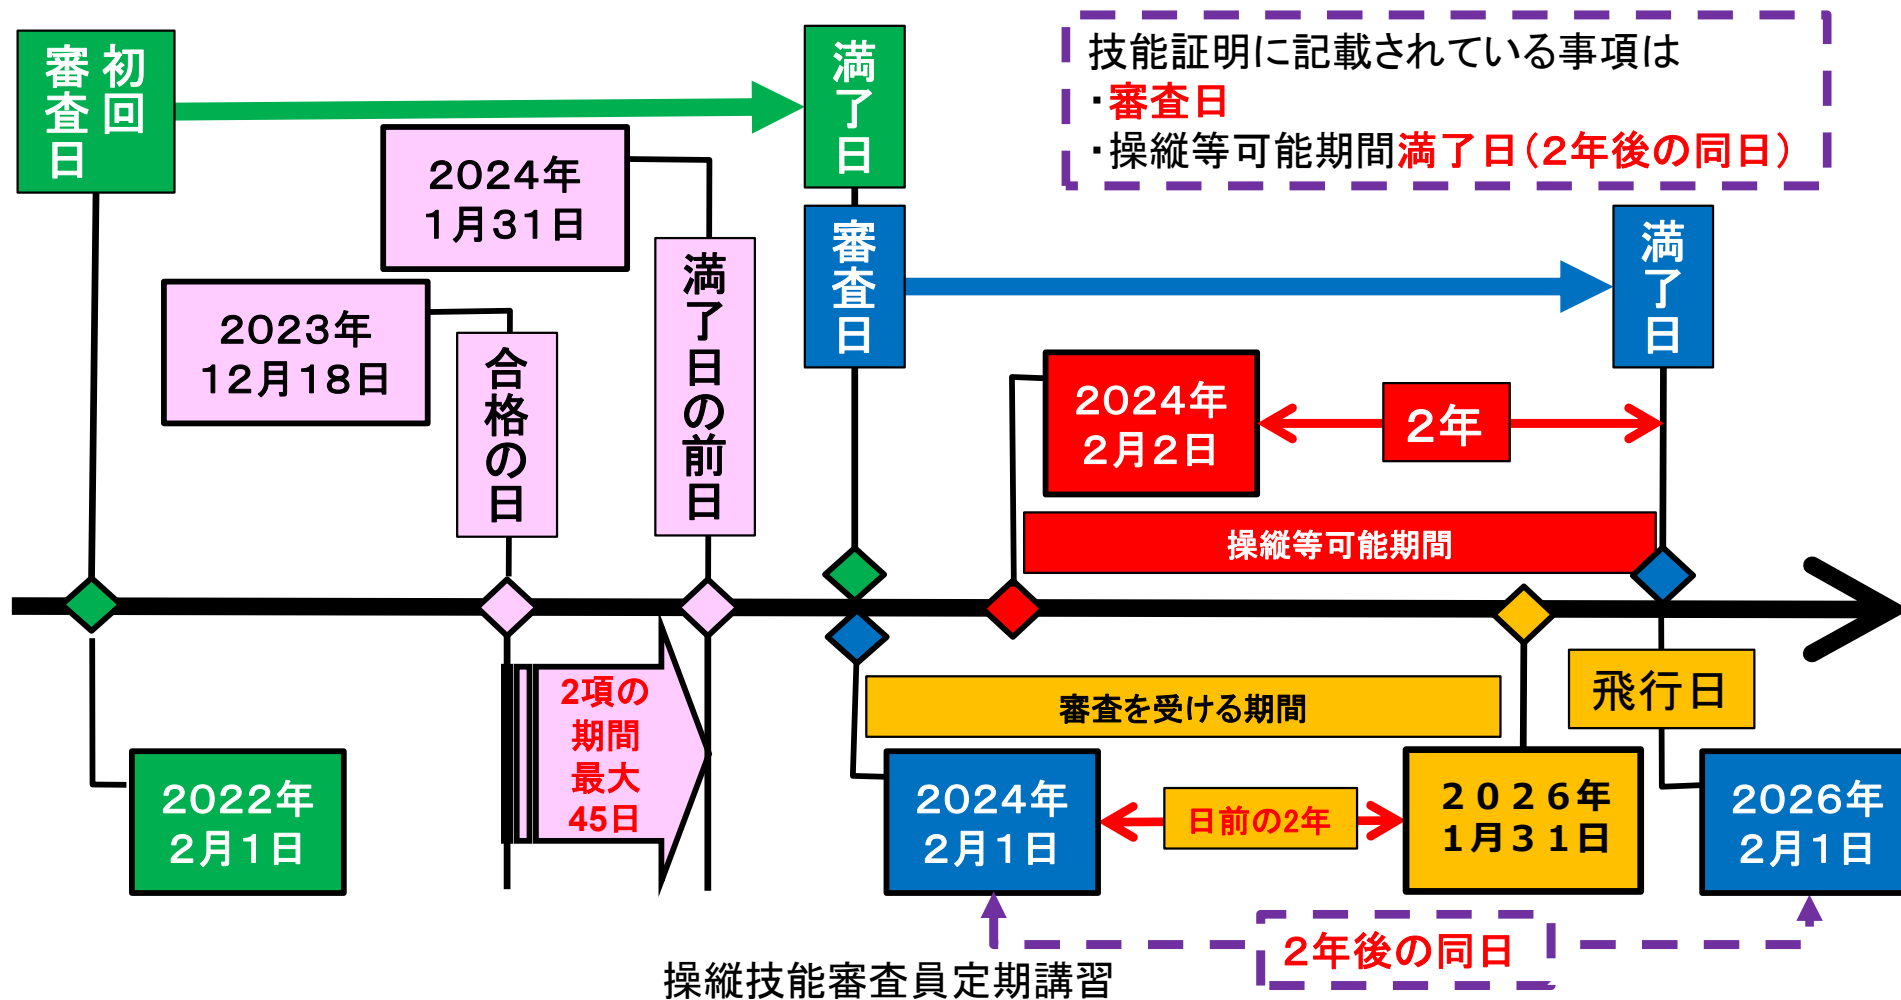 初回
審査日
満了日
技能証明に記載されている事項は
・審査日
・操縦等可能期間満了日(2年後の同日)
2024年
1月31日
審査日
満了日
満了日の前日
2023年
12月18日
合格の日
2024年
2月2日
2年
操縦等可能期間
2項の
期間
最大
45日
審査を受ける期間
飛行日
2022年
2月1日
2024年
2月1日
日前の2年
2026年
1月31日
2026年
2月1日
2年後の同日
操縦技能審査員定期講習